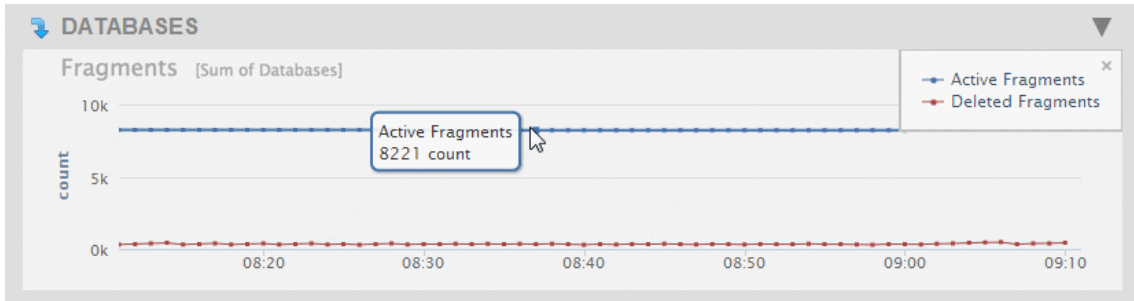 DATABASES
Fragments [Sum of Databases]
×
Active Fragments
Deleted Fragments
10k
Active Fragments
8221 count
count
5k
0k
08:20 08:30 08:40 08:50 09:00 09:10